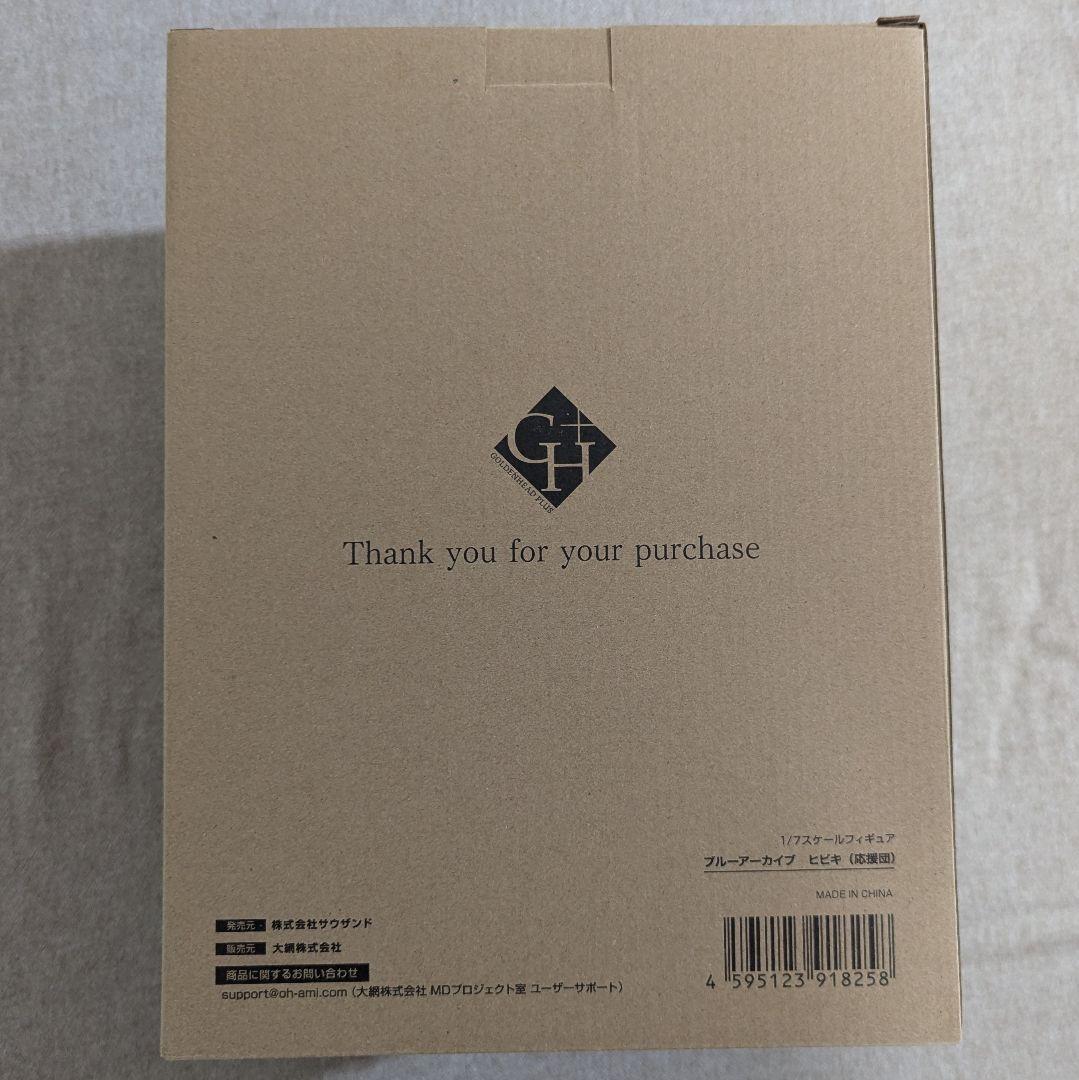 GH+
GOLDENHEAD PLUS
Thank you for your purchase
1/7スケールフィギュア
ブルーアーカイブ　ヒビキ（応援団）
MADE IN CHINA
発売元 株式会社サウザンド
販売元 大網株式会社
商品に関するお問い合わせ
support@oh-ami.com（大網株式会社 MDプロジェクト室 ユーザーサポート）
4 595123 918258